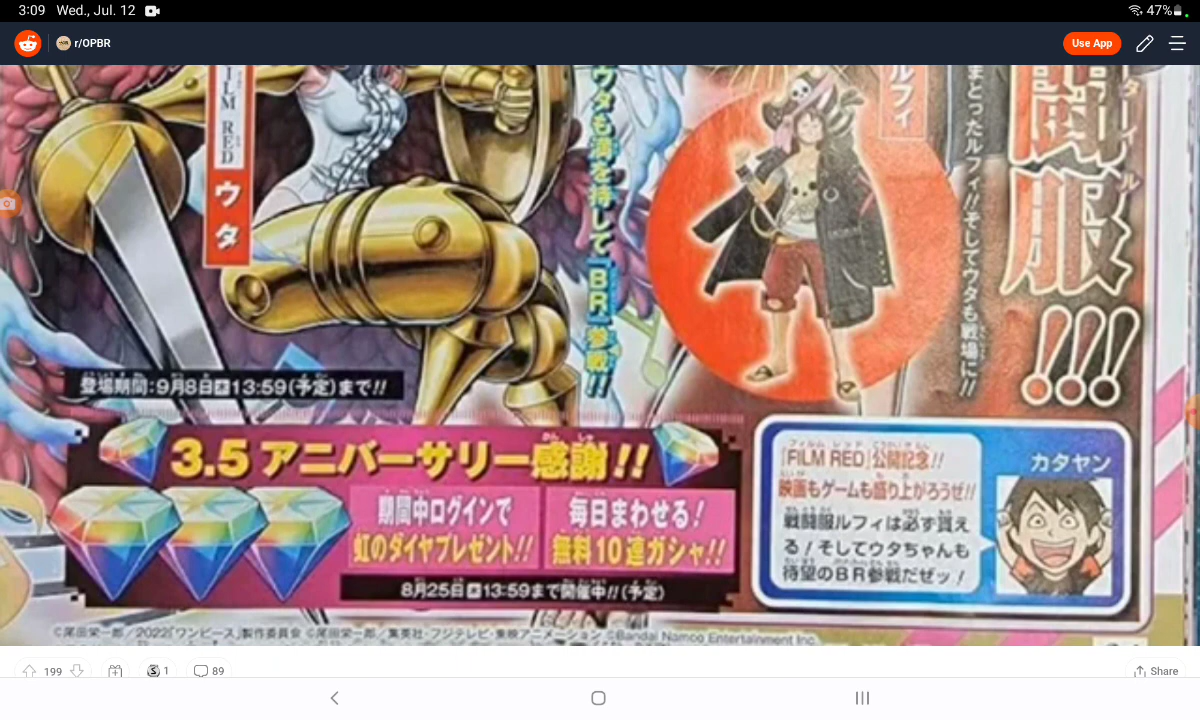 3:09 Wed., Jul. 12
47%
r/OPBR
Use App
ILM RED
ウタ
ウタも満を持して「BR」参戦!!
ルフィ
まとったルフィ!!そしてウタも戦場に!!
闘服!!!
登場期間:9月8日木13:59(予定)まで!!
3.5アニバーサリー感謝!!
期間中ログインで
虹のダイヤプレゼント!!
毎日まわせる!
無料10連ガシャ!!
8月25日木13:59まで開催中!!(予定)
「FILM RED」公開記念!!
映画もゲームも盛り上がろうぜ!!
戦闘服ルフィは必ず貰え
る!そしてウタちゃんも
待望のBR参戦だぜッ!
カタヤン
©尾田栄一郎/2022「ワンピース」製作委員会 ©尾田栄一郎/集英社・フジテレビ・東映アニメーション ©Bandai Namco Entertainment Inc.
199
1
89
Share